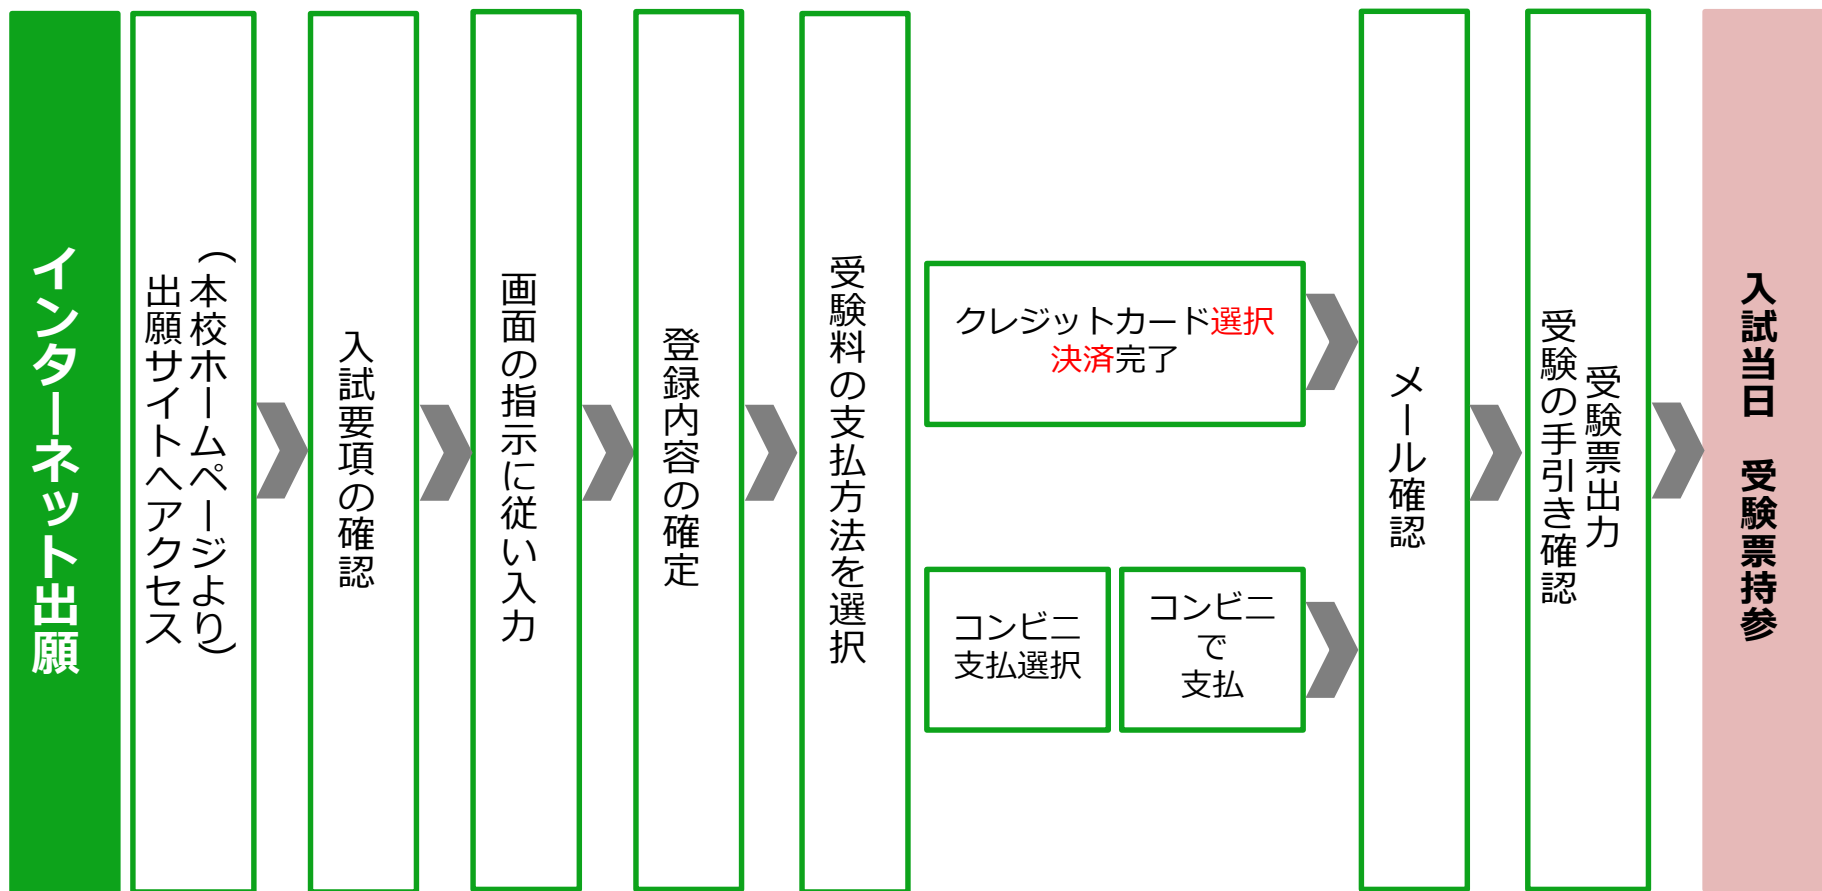 インターネット出願
（本校ホームページより）
出願サイトへアクセス
入試要項の確認
画面の指示に従い入力
登録内容の確定
受験料の支払方法を選択
クレジットカード選択
決済完了
コンビニ
支払選択
コンビニ
で
支払
メール確認
受験票出力
受験の手引き確認
入試当日　受験票持参